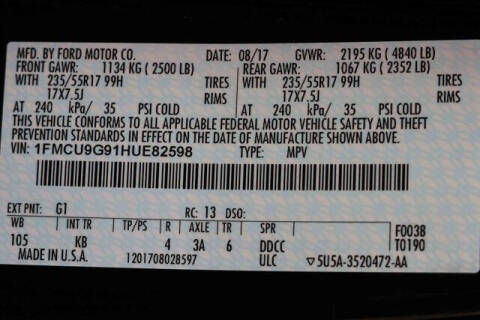 MFD. BY FORD MOTOR CO. 08/17 GVWR: 2195 KG ( 4840 LB)
FRONT GAWR: 1134 KG ( 2500 LB) REAR GAWR: 1067 KG ( 2352 LB)
WITH 235/55R17 99H TIRES WITH 235/55R17 99H TIRES
17X7.5J RIMS 17X7.5J RIMS
AT 240 kPa/ 35 PSI COLD AT 240 kPa/ 35 PSI COLD
THIS VEHICLE CONFORMS TO ALL APPLICABLE FEDERAL MOTOR VEHICLE SAFETY AND THEFT
PREVENTION STANDARDS IN EFFECT ON THE DATE OF MANUFACTURE SHOWN ABOVE.
VIN: 1FMCU9G91HUE82598 TYPE: MPV
EXT PNT: G1 RC: 13 DSO:
WB INT TR TP/PS R AXLE TR SPR F0038
105 KB 4 3A 6 DDCC T0190
MADE IN U.S.A. 1201708028597 ULC ▽5U5A-3520472-AA